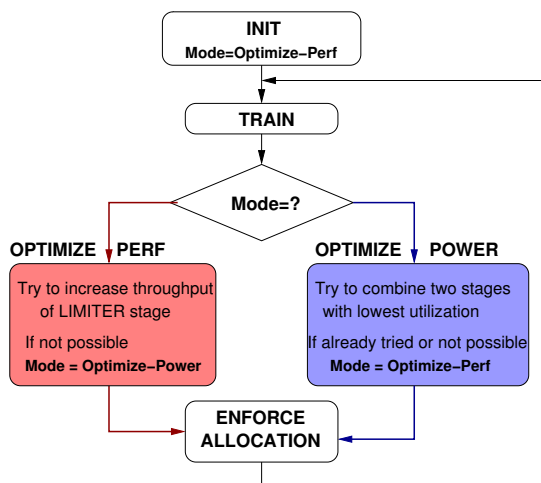 INIT
Mode=Optimize−Perf
TRAIN
Mode=?
OPTIMIZE PERF
Try to increase throughput
of LIMITER stage
If not possible
Mode = Optimize−Power
OPTIMIZE POWER
Try to combine two stages
with lowest utilization
If already tried or not possible
Mode = Optimize−Perf
ENFORCE
ALLOCATION